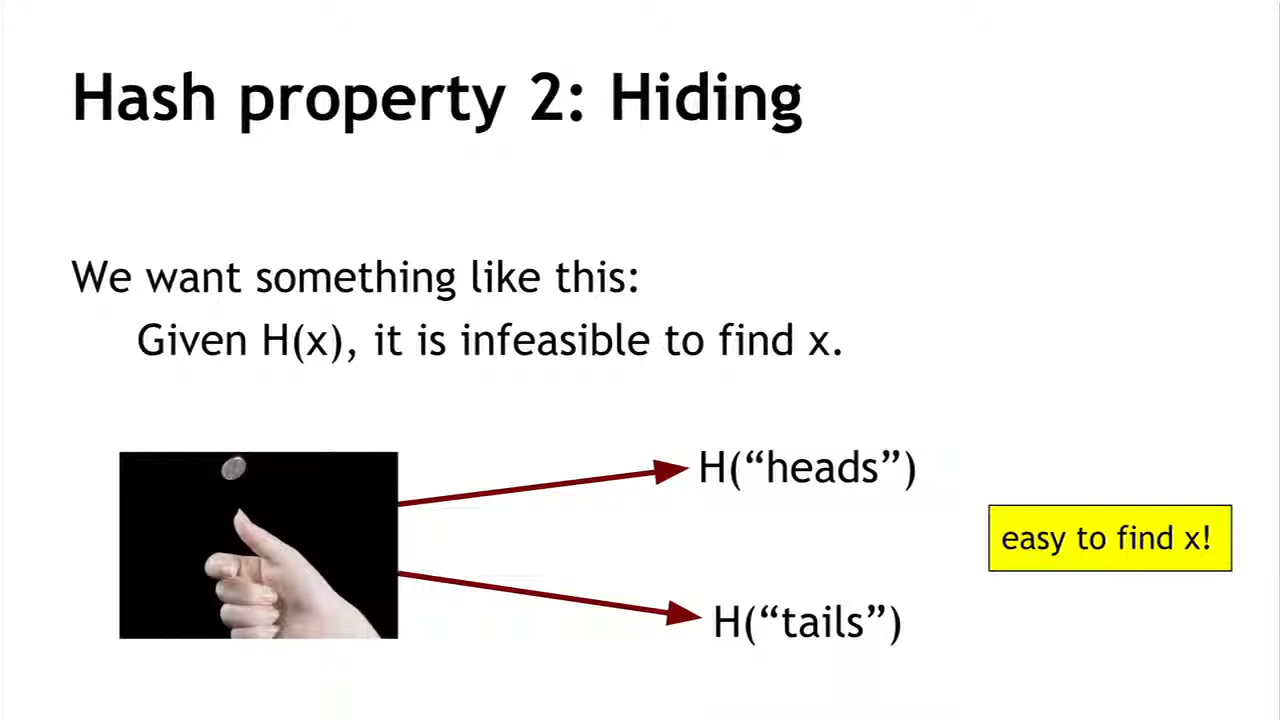 Hash property 2: Hiding
We want something like this:
Given H(x), it is infeasible to find x.
H(“heads”)
easy to find x!
H(“tails”)